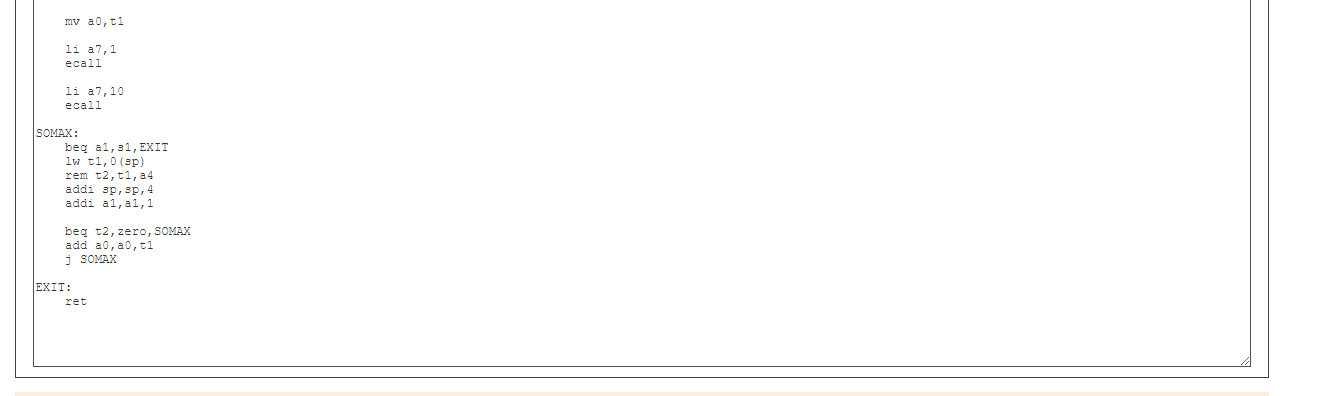 mv a0,t1
li a7,1
ecall
li a7,10
ecall
SOMAX:
beq a1,s1,EXIT
lw t1,0(sp)
rem t2,t1,a4
addi sp,sp,4
addi a1,a1,1
beq t2,zero,SOMAX
add a0,a0,t1
j SOMAX
EXIT:
ret